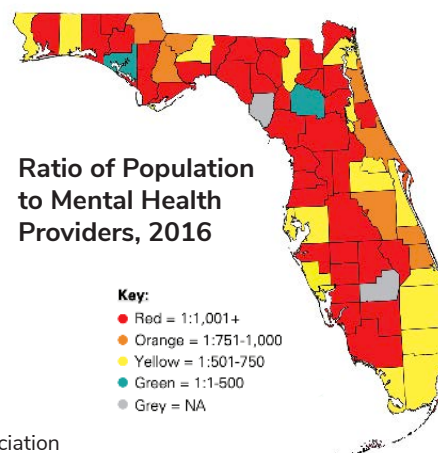 Ratio of Population
to Mental Health
Providers, 2016
Key:
Red = 1:1,001+
Orange = 1:751-1,000
Yellow = 1:501-750
Green = 1:1-500
Grey = NA
ciation